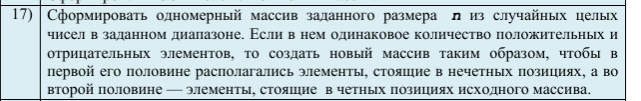 17) Сформировать одномерный массив заданного размера n из случайных целых
чисел в заданном диапазоне. Если в нем одинаковое количество положительных и
отрицательных элементов, то создать новый массив таким образом, чтобы в
первой его половине располагались элементы, стоящие в нечетных позициях, а во
второй половине — элементы, стоящие в четных позициях исходного массива.